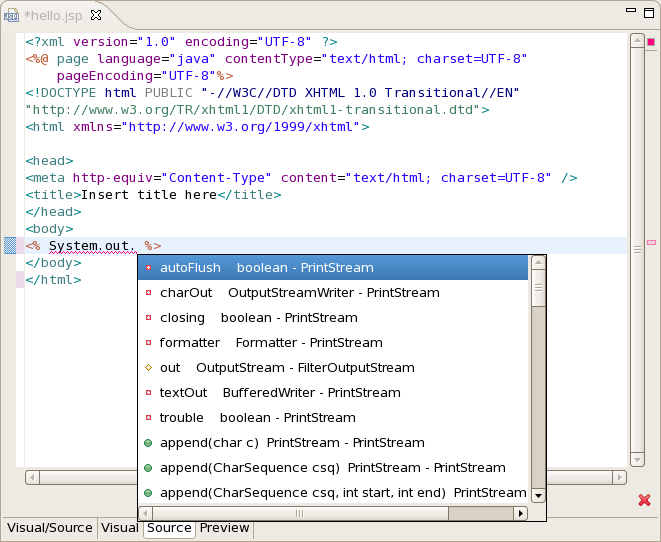 *hello.jsp
<?xml version="1.0" encoding="UTF-8" ?>
<%@ page language="java" contentType="text/html; charset=UTF-8"
pageEncoding="UTF-8"%>
<!DOCTYPE html PUBLIC "-//W3C//DTD XHTML 1.0 Transitional//EN"
"http://www.w3.org/TR/xhtml1/DTD/xhtml1-transitional.dtd">
<html xmlns="http://www.w3.org/1999/xhtml">
<head>
<meta http-equiv="Content-Type" content="text/html; charset=UTF-8" />
<title>Insert title here</title>
</head>
<body>
<% System.out. %>
</body>
</html>
autoFlush boolean - PrintStream
charOut OutputStreamWriter - PrintStream
closing boolean - PrintStream
formatter Formatter - PrintStream
out OutputStream - FilterOutputStream
textOut BufferedWriter - PrintStream
trouble boolean - PrintStream
append(char c) PrintStream - PrintStream
append(CharSequence csq) PrintStream - PrintStream
append(CharSequence csq, int start, int end) PrintStream
Visual/Source Visual Source Preview